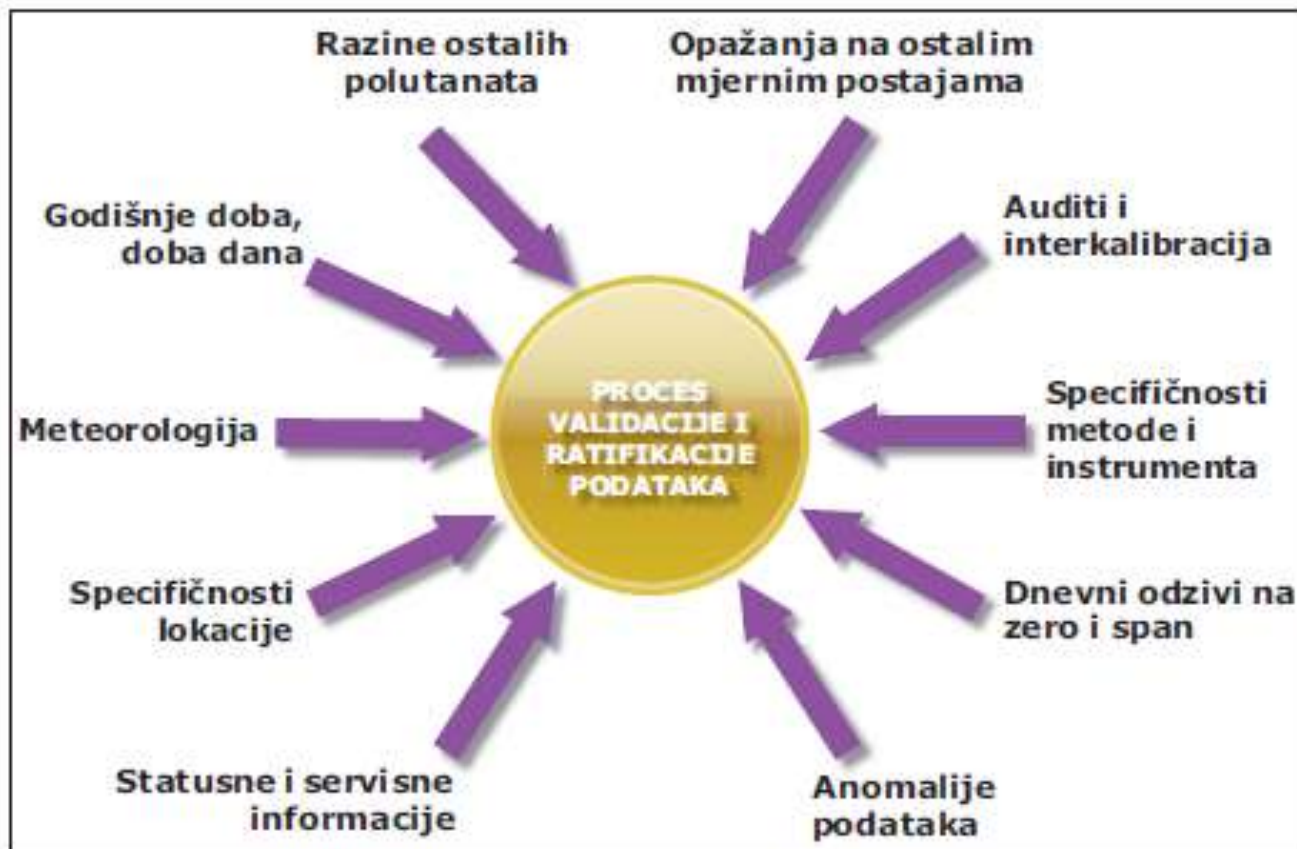 Razine ostalih
polutanata
Opažanja na ostalim
mjernim postajama
Godišnje doba,
doba dana
Auditi i
interkalibracija
PROCES
VALIDACIJE I
RATIFIKACIJE
PODATAKA
Meteorologija
Specifičnosti
metode i
instrumenta
Specifičnosti
lokacije
Dnevni odzivi na
zero i span
Statusne i servisne
informacije
Anomalije
podataka